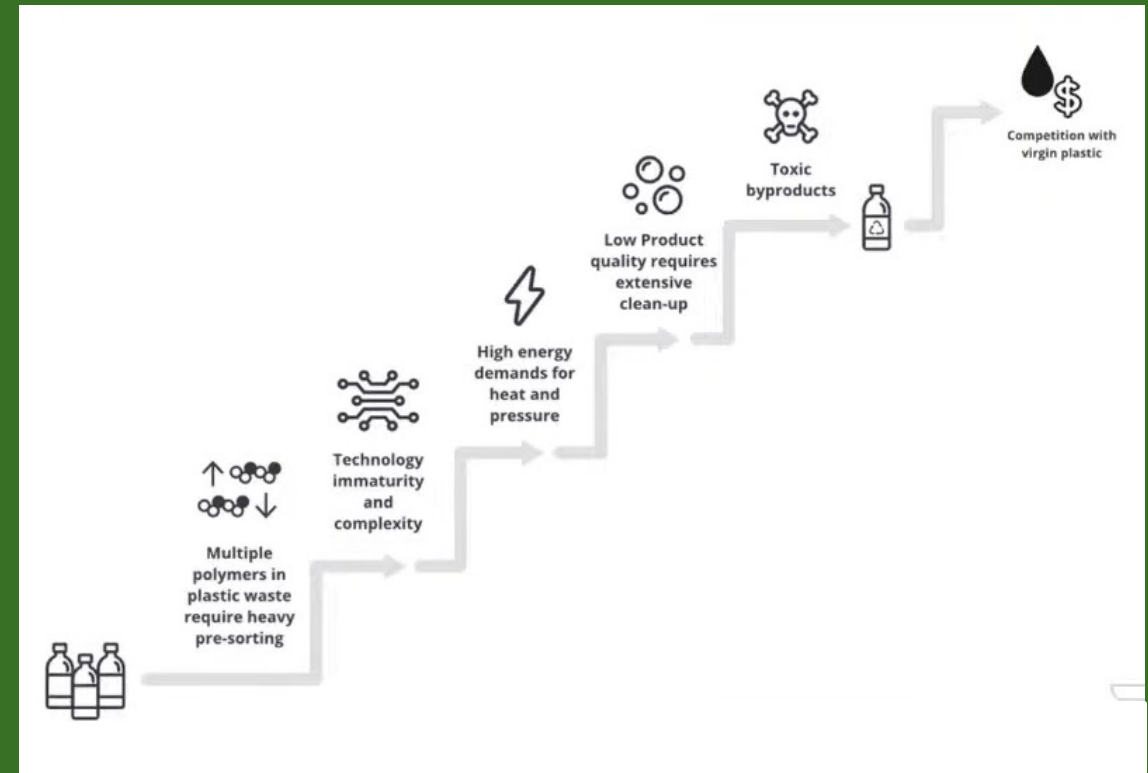 Multiple
polymers in
plastic waste
require heavy
pre-sorting
Technology
immaturity
and
complexity
High energy
demands for
heat and
pressure
Low Product
quality requires
extensive
clean-up
Toxic
byproducts
$
Competition with
virgin plastic